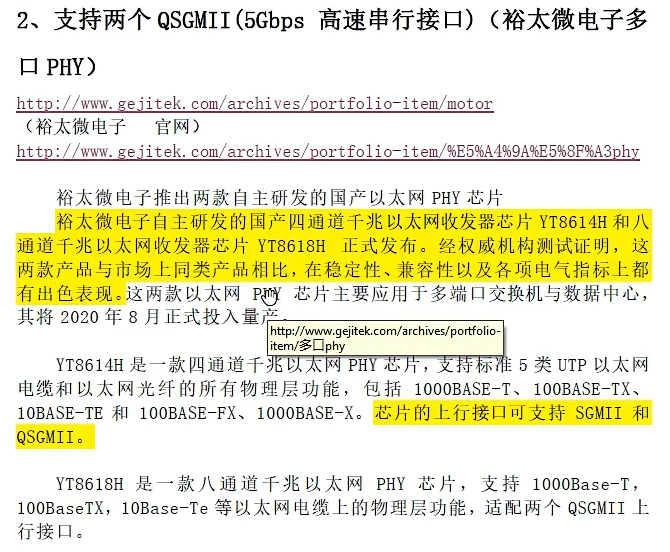 2、支持两个 QSGMII(5Gbps 高速串行接口)（裕太微电子多
口 PHY）
http://www.gejitek.com/archives/portfolio-item/motor
（裕太微电子 官网）
http://www.gejitek.com/archives/portfolio-item/%E5%A4%9A%E5%8F%A3phy
裕太微电子推出两款自主研发的国产以太网 PHY 芯片
裕太微电子自主研发的国产四通道千兆以太网收发器芯片 YT8614H 和八
通道千兆以太网收发器芯片 YT8618H 正式发布。经权威机构测试证明，这
两款产品与市场上同类产品相比，在稳定性、兼容性以及各项电气指标上都
有出色表现。这两款以太网 PHY 芯片主要应用于多端口交换机与数据中心，
其将 2020 年 8 月正式投入量产。
http://www.gejitek.com/archives/portfolio-
item/多口phy
YT8614H 是一款四通道千兆以太网 PHY 芯片，支持标准 5 类 UTP 以太网
电缆和以太网光纤的所有物理层功能，包括 1000BASE-T、100BASE-TX、
10BASE-TE 和 100BASE-FX、1000BASE-X。芯片的上行接口可支持 SGMII 和
QSGMII。
YT8618H 是一款八通道千兆以太网 PHY 芯片，支持 1000Base-T，
100BaseTX，10Base-Te 等以太网电缆上的物理层功能，适配两个 QSGMII 上
行接口。